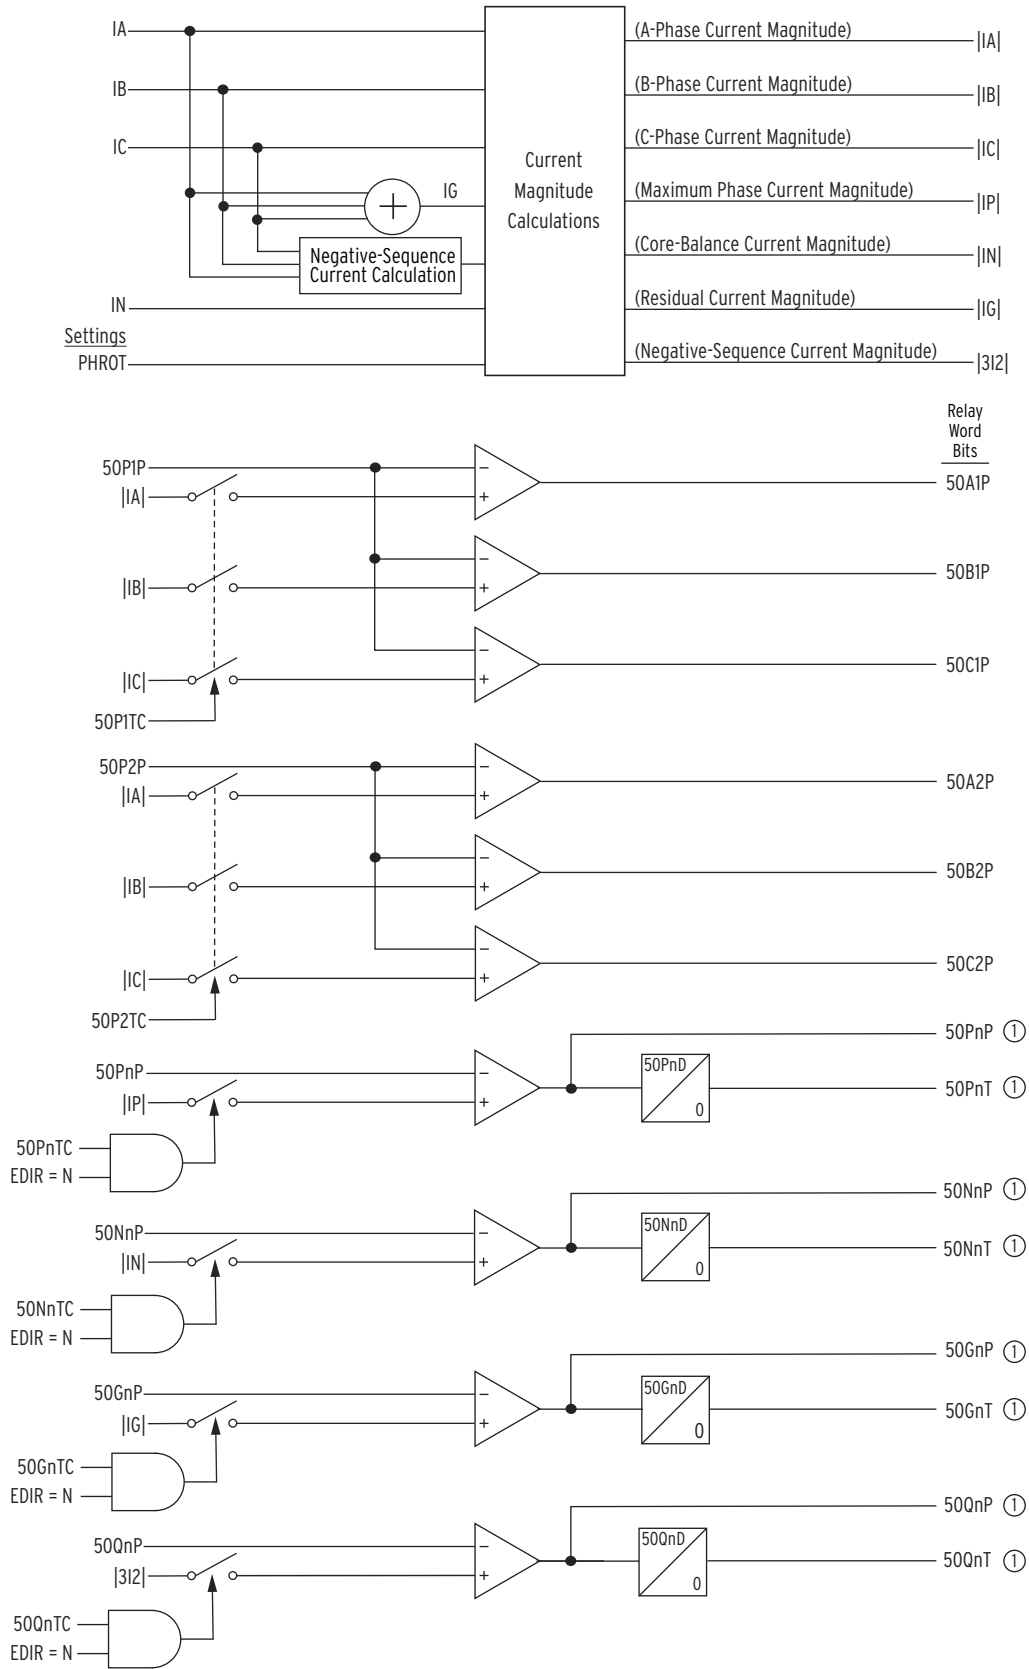 IA
(A-Phase Current Magnitude)
|IA|
IB
(B-Phase Current Magnitude)
|IB|
IC
(C-Phase Current Magnitude)
|IC|
Current
Magnitude
Calculations
IG
+
(Maximum Phase Current Magnitude)
|IP|
Negative-Sequence
Current Calculation
(Core-Balance Current Magnitude)
|IN|
IN
(Residual Current Magnitude)
|IG|
Settings
PHROT
(Negative-Sequence Current Magnitude)
|3I2|
Relay
Word
Bits
50P1P
–
|IA|
+
50A1P
–
|IB|
+
50B1P
–
|IC|
+
50C1P
50P1TC
50P2P
–
|IA|
+
50A2P
–
|IB|
+
50B2P
–
|IC|
+
50C2P
50P2TC
50PnP ①
50PnP
–
|IP|
+
50PnD
0
50PnT ①
50PnTC
EDIR = N
50NnP ①
50NnP
–
|IN|
+
50NnD
0
50NnT ①
50NnTC
EDIR = N
50GnP ①
50GnP
–
|IG|
+
50GnD
0
50GnT ①
50GnTC
EDIR = N
50QnP ①
50QnP
–
|3I2|
+
50QnD
0
50QnT ①
50QnTC
EDIR = N